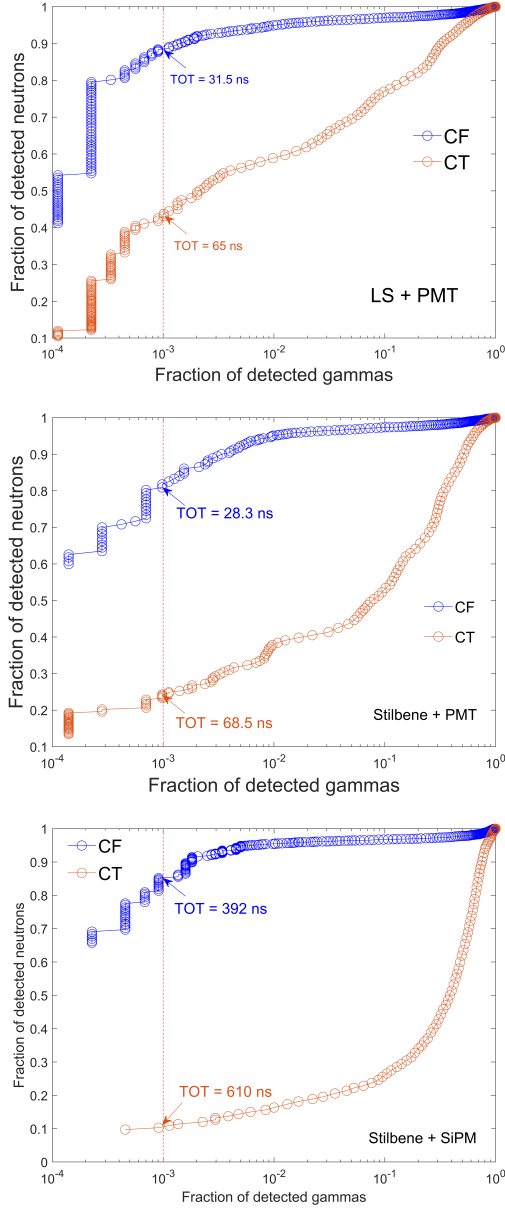 1
0.9
0.8
0.7
0.6
0.5
0.4
0.3
0.2
0.1
Fraction of detected neutrons
TOT = 31.5 ns
CF
CT
TOT = 65 ns
LS + PMT
10-4 10-3 10-2 10-1 100
Fraction of detected gammas
1
0.9
0.8
0.7
0.6
0.5
0.4
0.3
0.2
0.1
Fraction of detected neutrons
TOT = 28.3 ns
CF
CT
TOT = 68.5 ns
Stilbene + PMT
10-4 10-3 10-2 10-1 100
Fraction of detected gammas
1
0.9
0.8
0.7
0.6
0.5
0.4
0.3
0.2
0.1
0
Fraction of detected neutrons
CF
CT
TOT = 392 ns
TOT = 610 ns
Stilbene + SiPM
10-4 10-3 10-2 10-1 100
Fraction of detected gammas